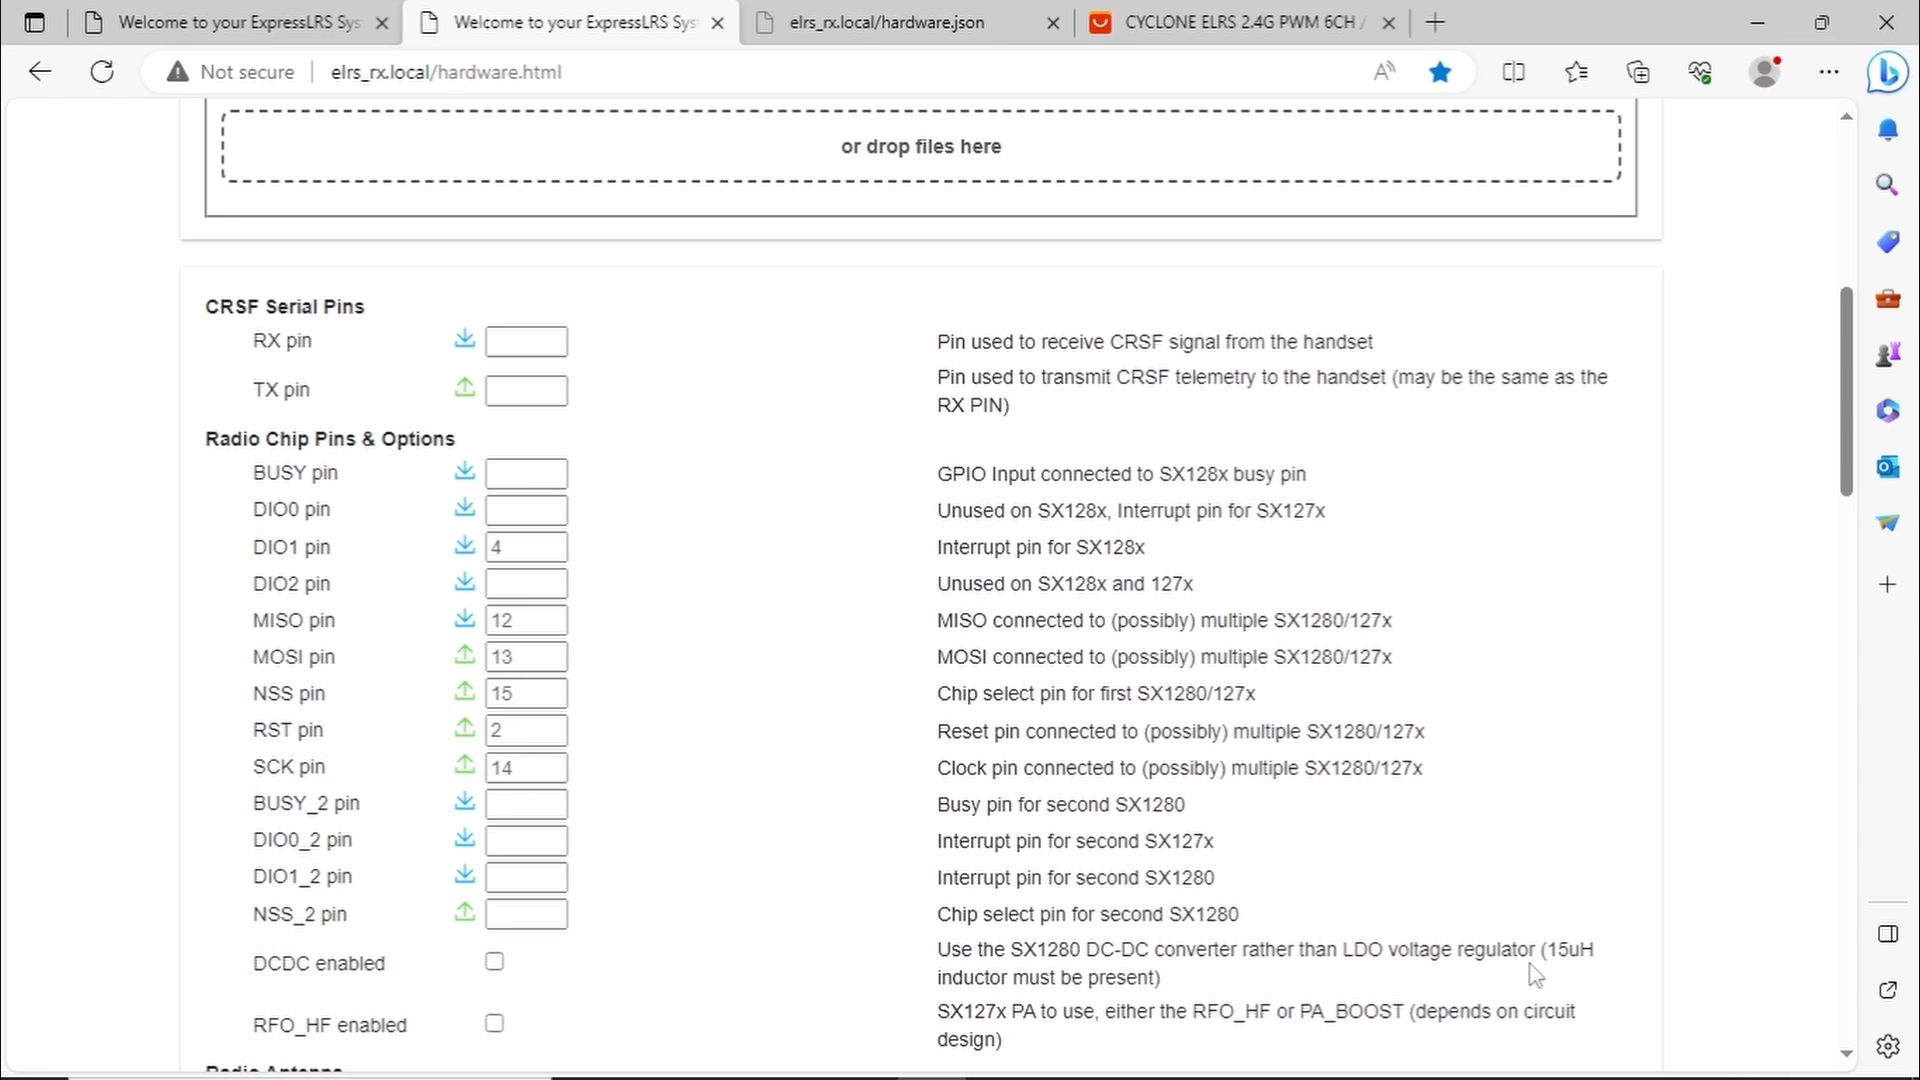 Welcome to your ExpressLRS Sys
Welcome to your ExpressLRS Sys
elrs_rx.local/hardware.json
CYCLONE ELRS 2.4G PWM 6CH /
Not secure
elrs_rx.local/hardware.html
or drop files here
CRSF Serial Pins
RX pin
Pin used to receive CRSF signal from the handset
TX pin
Pin used to transmit CRSF telemetry to the handset (may be the same as the
RX PIN)
Radio Chip Pins & Options
BUSY pin
GPIO Input connected to SX128x busy pin
DIO0 pin
Unused on SX128x, Interrupt pin for SX127x
DIO1 pin 4
Interrupt pin for SX128x
DIO2 pin
Unused on SX128x and 127x
MISO pin 12
MISO connected to (possibly) multiple SX1280/127x
MOSI pin 13
MOSI connected to (possibly) multiple SX1280/127x
NSS pin 15
Chip select pin for first SX1280/127x
RST pin 2
Reset pin connected to (possibly) multiple SX1280/127x
SCK pin 14
Clock pin connected to (possibly) multiple SX1280/127x
BUSY_2 pin
Busy pin for second SX1280
DIO0_2 pin
Interrupt pin for second SX127x
DIO1_2 pin
Interrupt pin for second SX1280
NSS_2 pin
Chip select pin for second SX1280
DCDC enabled
Use the SX1280 DC-DC converter rather than LDO voltage regulator (15uH
inductor must be present)
RFO_HF enabled
SX127x PA to use, either the RFO_HF or PA_BOOST (depends on circuit
design)
Radio Antenna